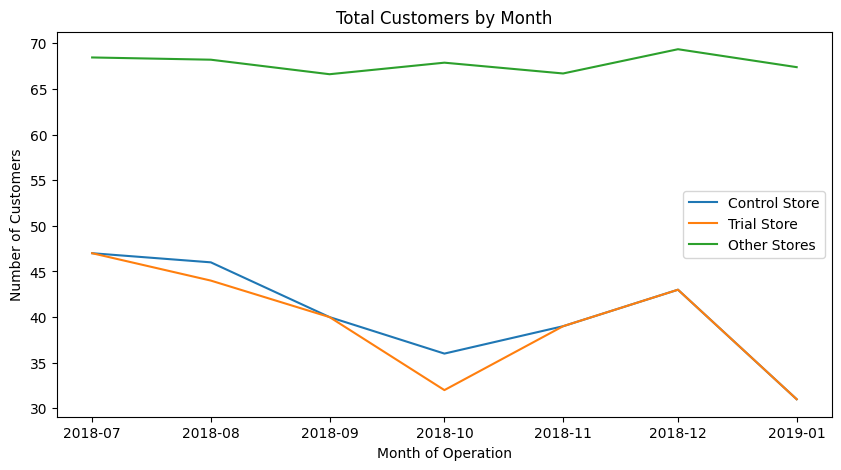 Total Customers by Month
Number of Customers
70
65
60
55
50
45
40
35
30
Control Store
Trial Store
Other Stores
2018-07 2018-08 2018-09 2018-10 2018-11 2018-12 2019-01
Month of Operation